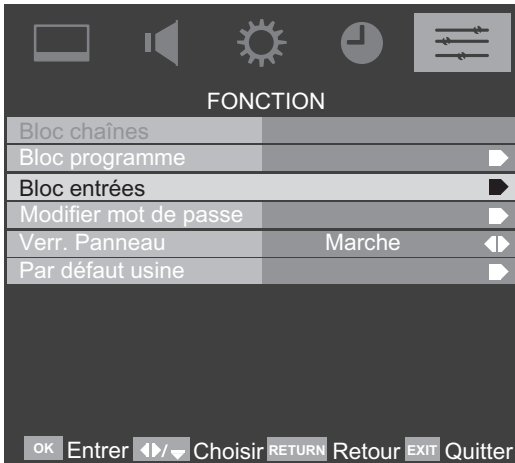 FONCTION
Bloc chaînes
Bloc programme
Bloc entrées
Modifier mot de passe
Verr. Panneau Marche
Par défaut usine
OK Entrer / Choisir RETURN Retour EXIT Quitter